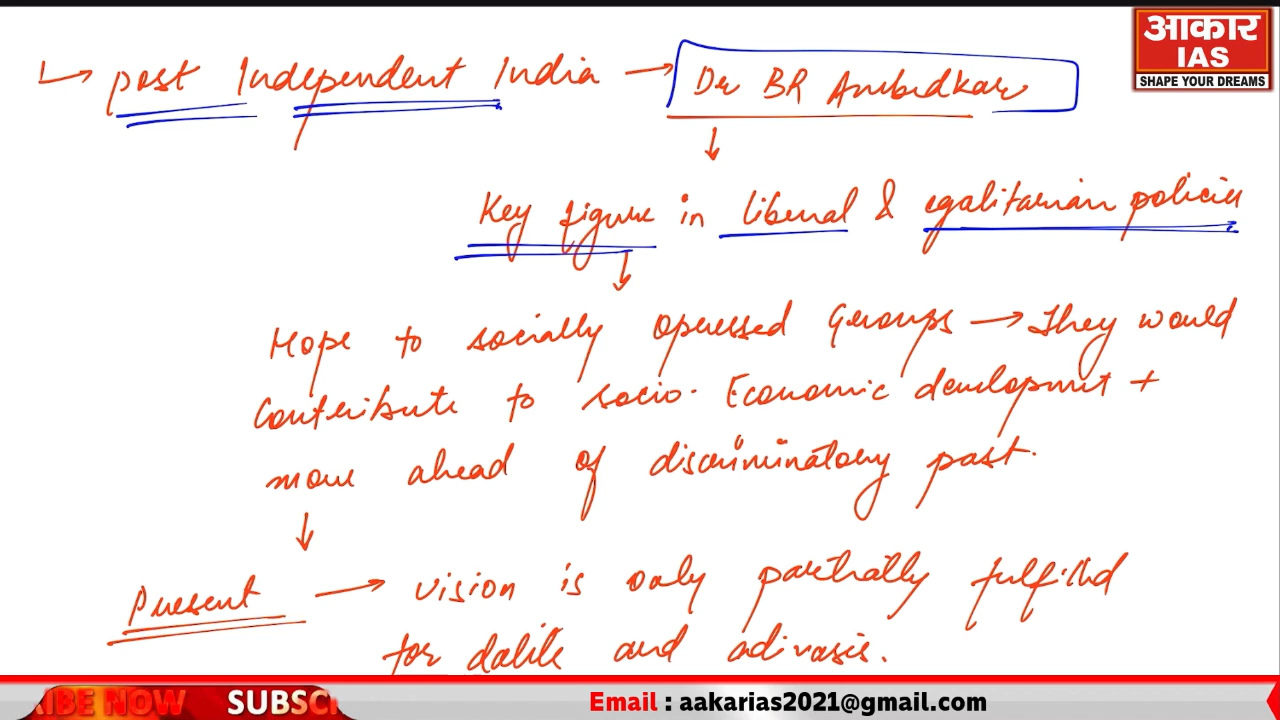 आकार
IAS
SHAPE YOUR DREAMS
↳ post Independent India → Dr BR Ambedkar
↓
Key figure in liberal & egalitarian policies
↓
Hope to socially opressed Groups → They would
contribute to socio. Economic development +
move ahead of discriminatory past.
↓
Present → vision is only partially fulfilled
for dalits and adivasis.
IBE NOW SUBSC
Email : aakarias2021@gmail.com